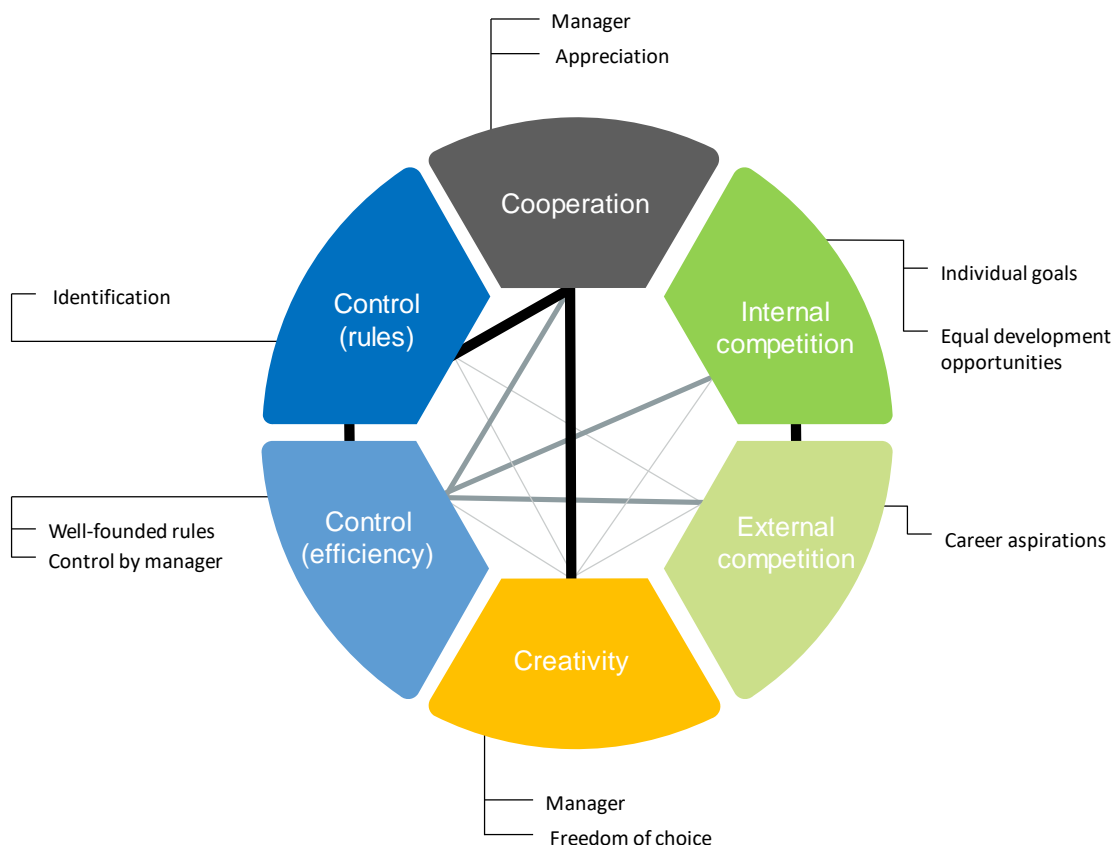 Manager
Appreciation
Cooperation
Identification
Control
(rules)
Internal
competition
Individual goals
Equal development
opportunities
Well-founded rules
Control by manager
Control
(efficiency)
External
competition
Career aspirations
Creativity
Manager
Freedom of choice